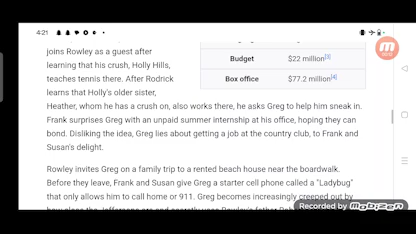 4:21
joins Rowley as a guest after
learning that his crush, Holly Hills,
teaches tennis there. After Rodrick
learns that Holly's older sister,
Budget $22 million[3]
Box office $77.2 million[4]
Heather, whom he has a crush on, also works there, he asks Greg to help him sneak in.
Frank surprises Greg with an unpaid summer internship at his office, hoping they can
bond. Disliking the idea, Greg lies about getting a job at the country club, to Frank and
Susan's delight.
Rowley invites Greg on a family trip to a rented beach house near the boardwalk.
Before they leave, Frank and Susan give Greg a starter cell phone called a "Ladybug"
that only allows him to call home or 911. Greg becomes increasingly creeped out by
Recorded by Mobizen